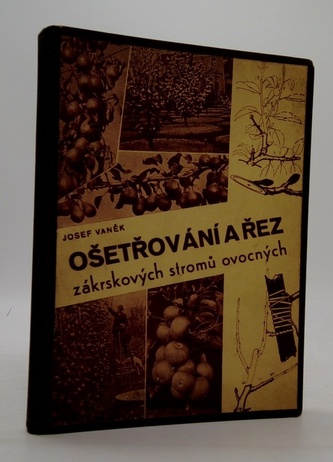 JOSEF VANĚK
OŠETŘOVÁNÍ A ŘEZ
zákrskových stromů ovocných